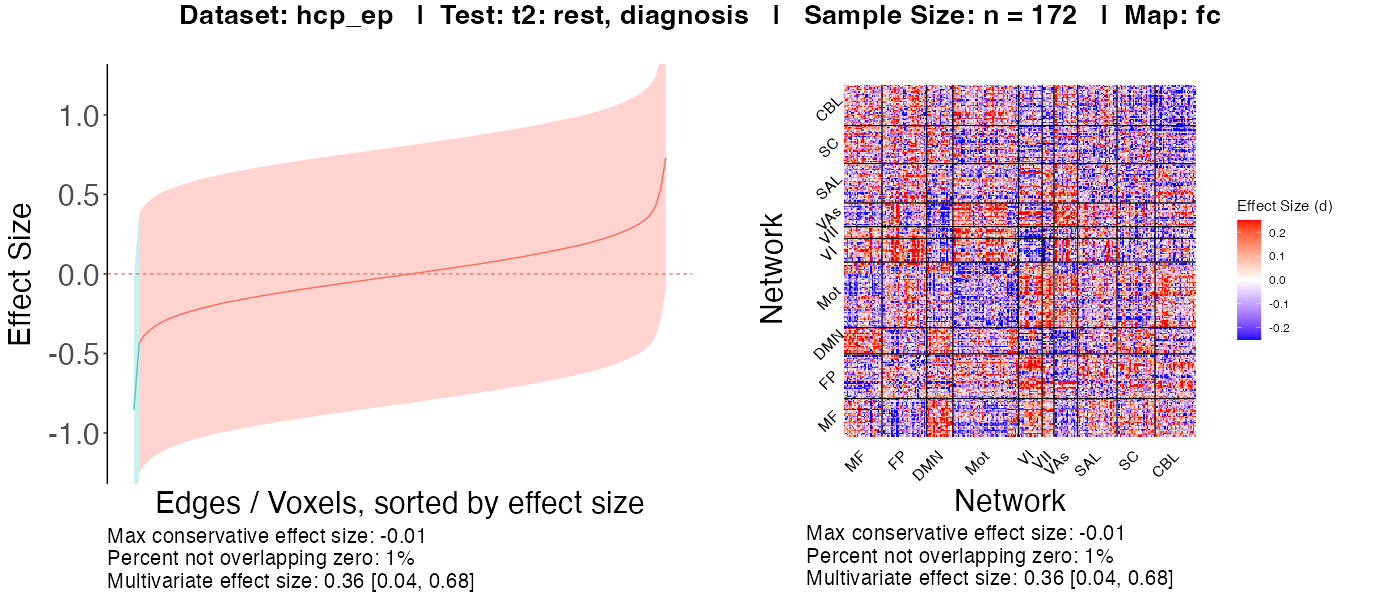 Dataset: hcp_ep | Test: t2: rest, diagnosis | Sample Size: n = 172 | Map: fc
Effect Size
1.0
0.5
0.0
-0.5
-1.0
Edges / Voxels, sorted by effect size
Max conservative effect size: -0.01
Percent not overlapping zero: 1%
Multivariate effect size: 0.36 [0.04, 0.68]
Network
CBL
SC
SAL
VAs
VII
VI
Mot
DMN
FP
MF
MF
FP
DMN
Mot
VI
VII
VAs
SAL
SC
CBL
Network
Max conservative effect size: -0.01
Percent not overlapping zero: 1%
Multivariate effect size: 0.36 [0.04, 0.68]
Effect Size (d)
0.2
0.1
0.0
-0.1
-0.2